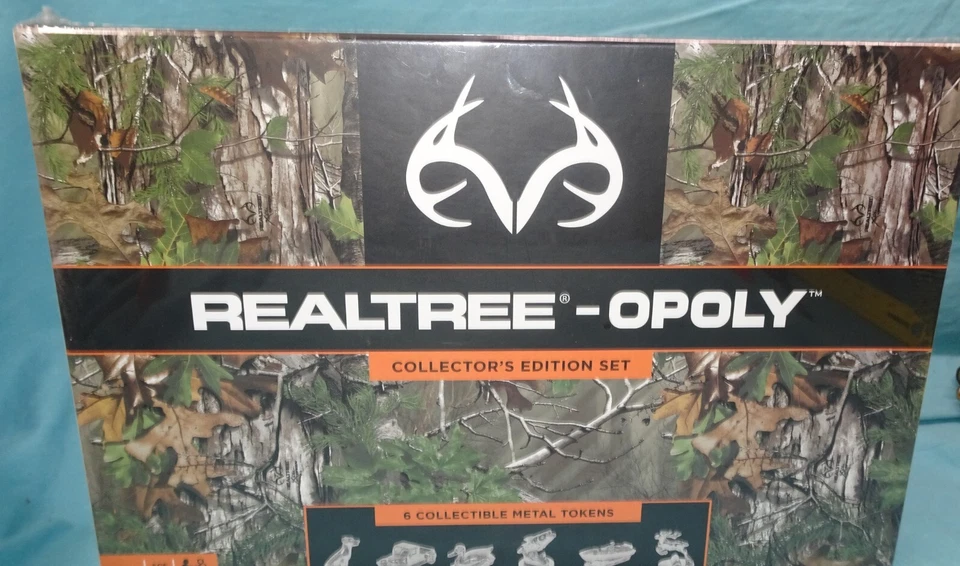 REALTREE® - OPOLY™
COLLECTOR'S EDITION SET
6 COLLECTIBLE METAL TOKENS